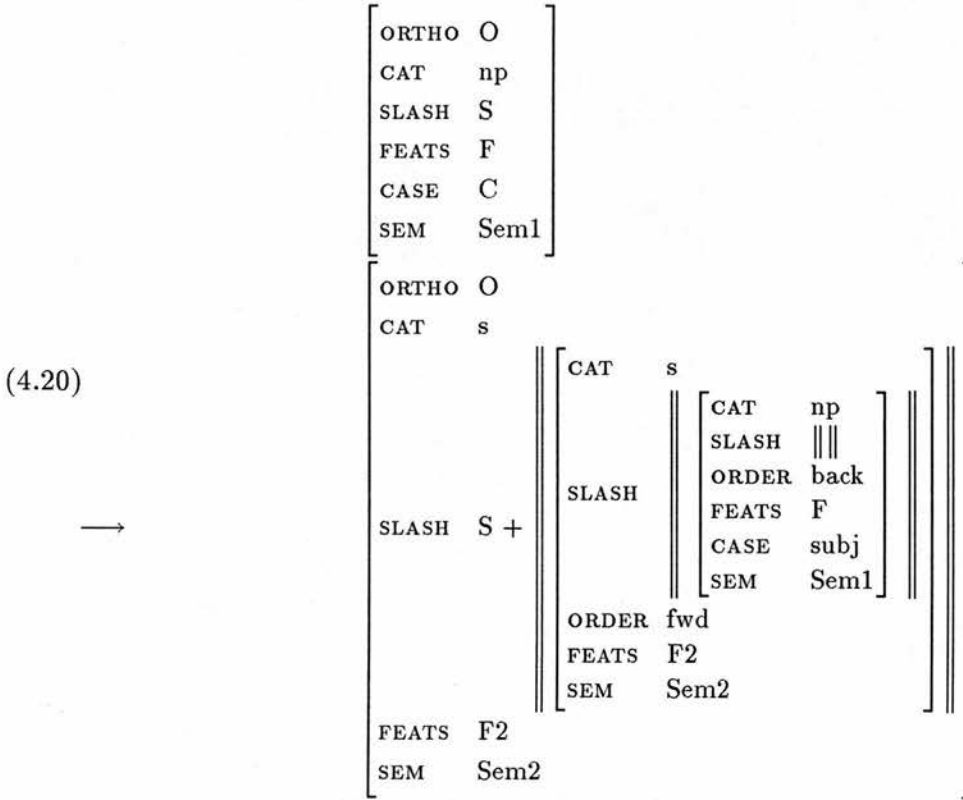 ORTHO O
CAT np
SLASH S
FEATS F
CASE C
SEM Sem1
ORTHO O
CAT s
(4.20)
CAT s
CAT np
SLASH ‖ ‖
ORDER back
SLASH
FEATS F
⟶ SLASH S +
CASE subj
SEM Sem1
ORDER fwd
FEATS F2
SEM Sem2
FEATS F2
SEM Sem2